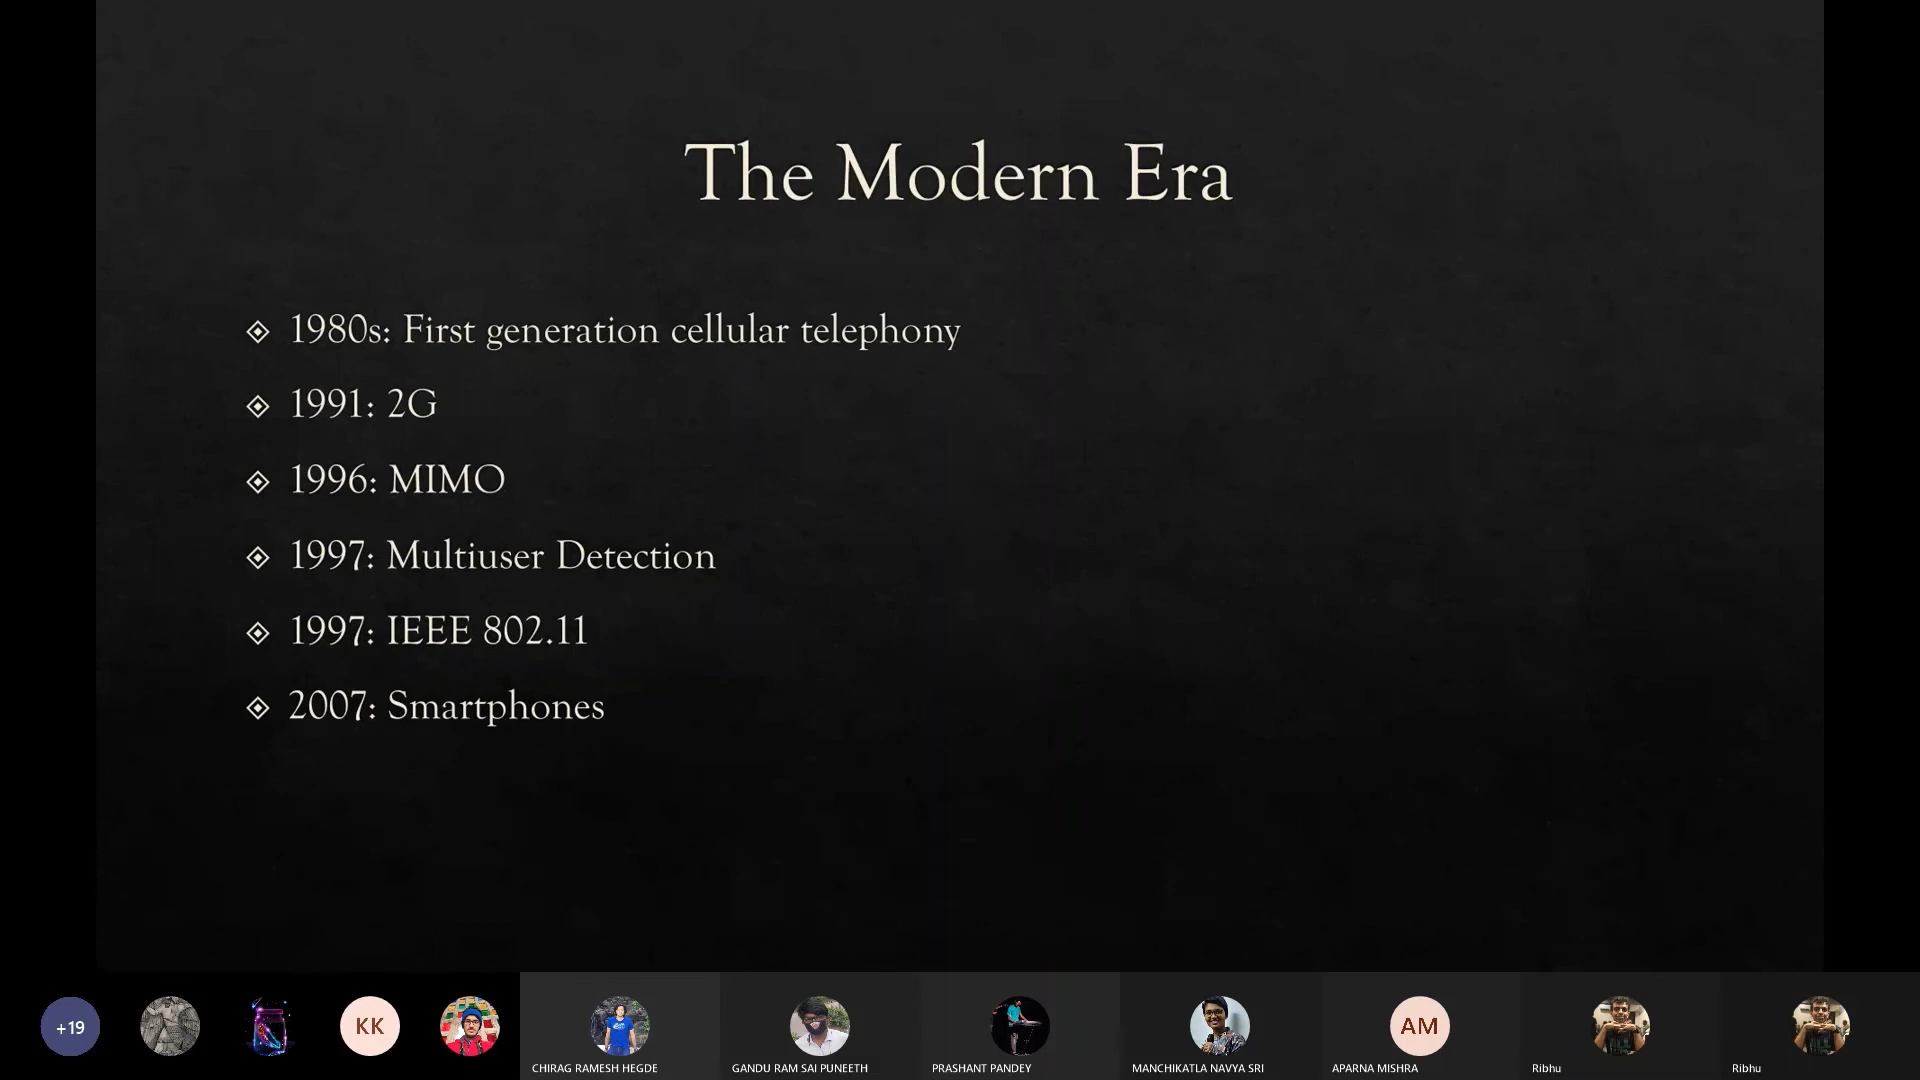 The Modern Era
1980s: First generation cellular telephony
1991: 2G
1996: MIMO
1997: Multiuser Detection
1997: IEEE 802.11
2007: Smartphones
+19
KK
AM
CHIRAG RAMESH HEGDE
GANDU RAM SAI PUNEETH
PRASHANT PANDEY
MANCHIKATLA NAVYA SRI
APARNA MISHRA
Ribhu
Ribhu